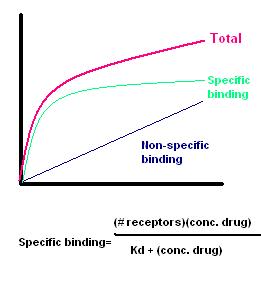 Total
Specific
binding
Non-specific
binding
(# receptors)(conc. drug)
Specific binding=
Kd + (conc. drug)